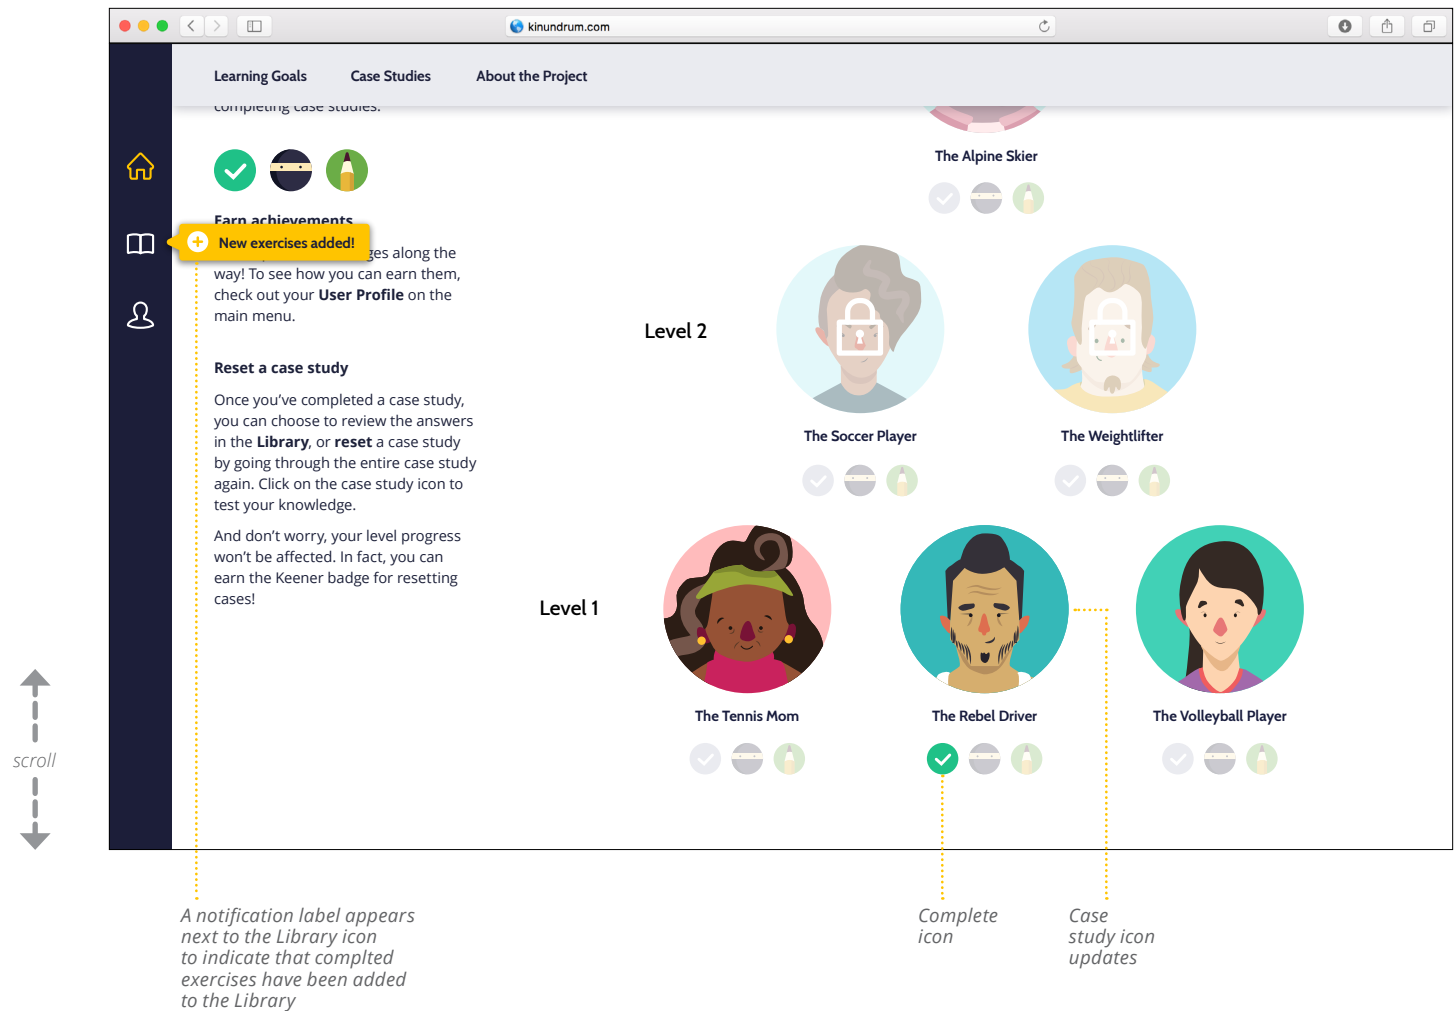 kinundrum.com
Learning Goals
Case Studies
About the Project
completing case studies.
Earn achievements
New exercises added!
ges along the
way! To see how you can earn them,
check out your User Profile on the
main menu.
Reset a case study
Once you’ve completed a case study,
you can choose to review the answers
in the Library, or reset a case study
by going through the entire case study
again. Click on the case study icon to
test your knowledge.
And don’t worry, your level progress
won’t be affected. In fact, you can
earn the Keener badge for resetting
cases!
The Alpine Skier
Level 2
The Soccer Player
The Weightlifter
Level 1
The Tennis Mom
The Rebel Driver
The Volleyball Player
scroll
A notification label appears
next to the Library icon
to indicate that complted
exercises have been added
to the Library
Complete
icon
Case
study icon
updates